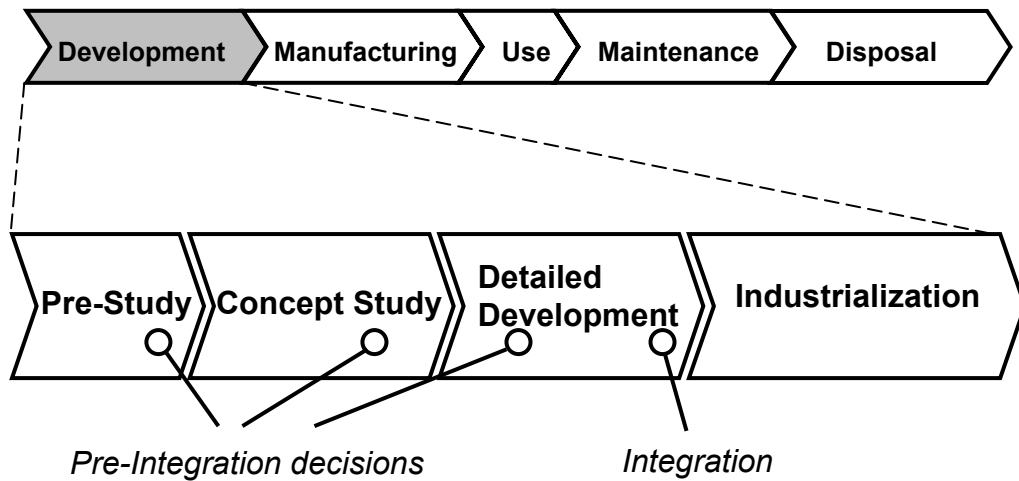 Development Manufacturing Use Maintenance Disposal
Pre-Study Concept Study Detailed
Development Industrialization
Pre-Integration decisions Integration